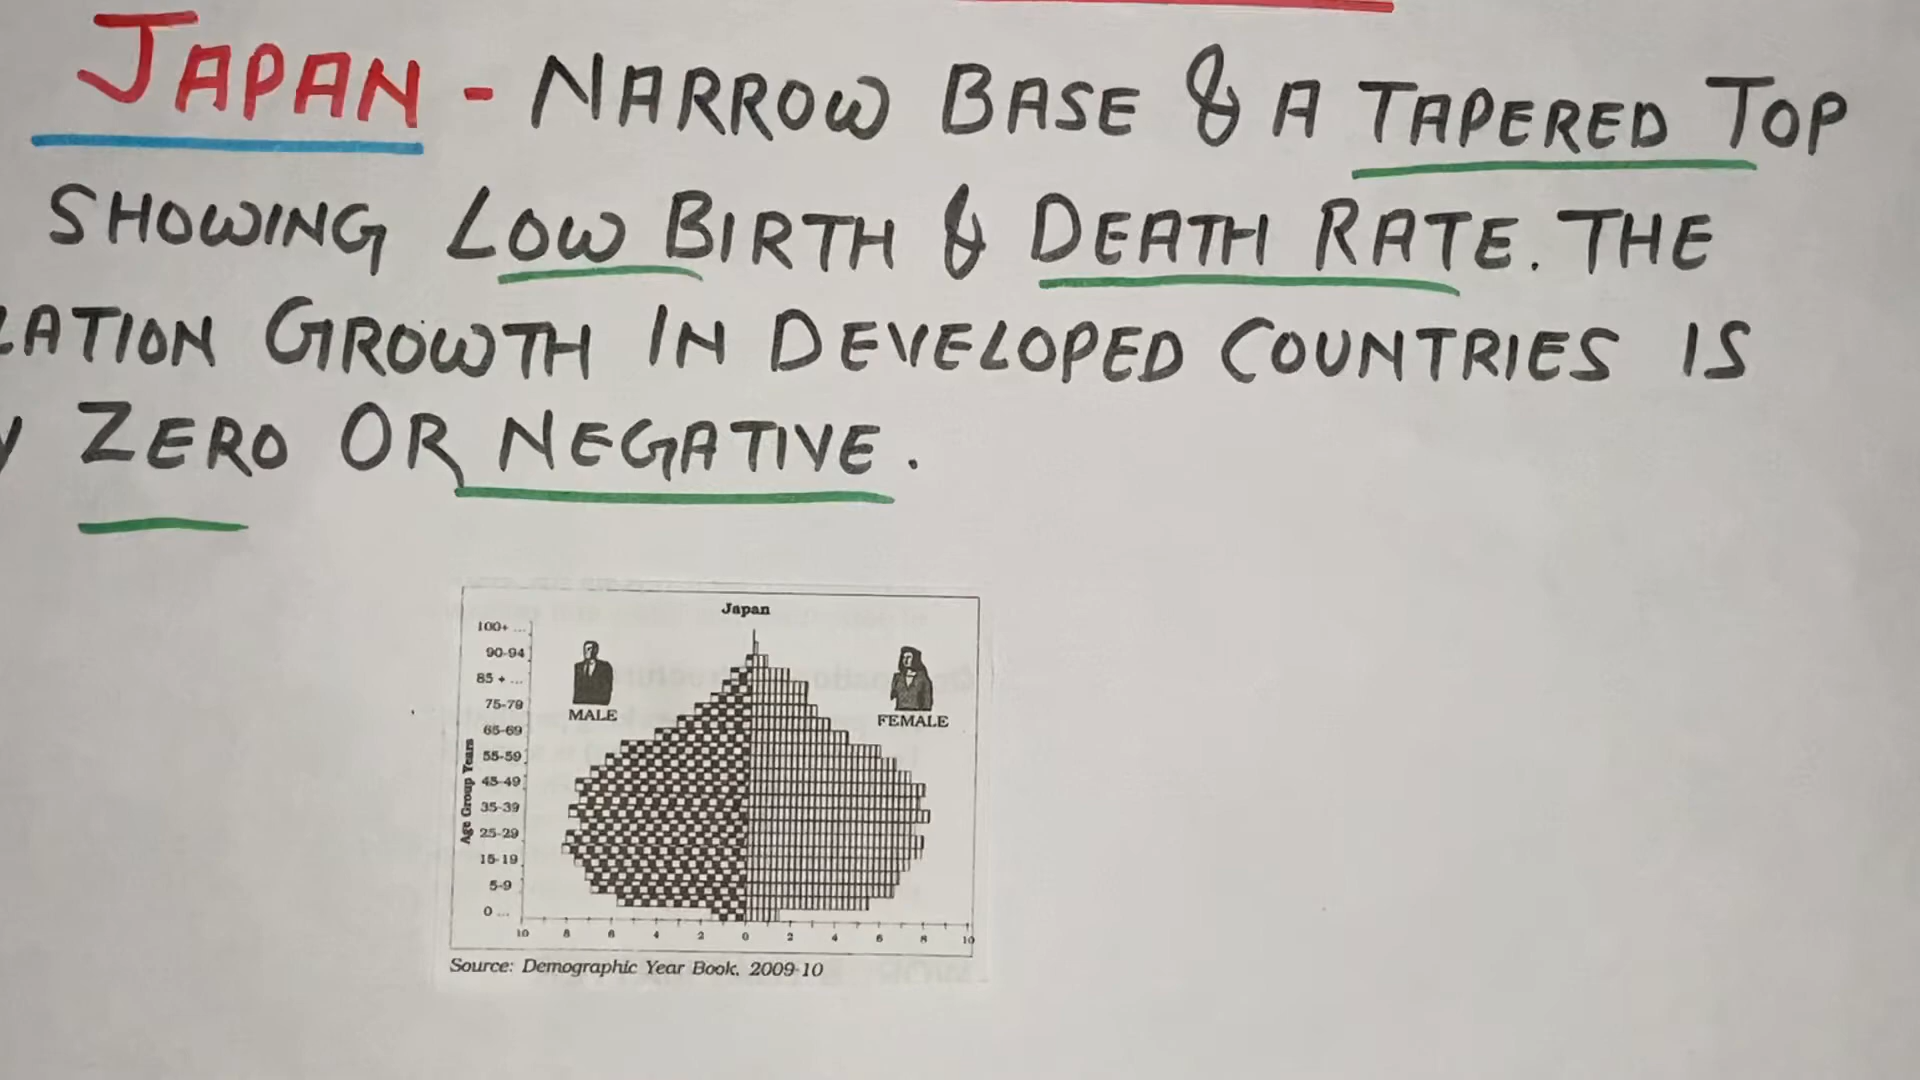 JAPAN - NARROW BASE & A TAPERED TOP
SHOWING LOW BIRTH & DEATH RATE. THE
LATION GROWTH IN DEVELOPED COUNTRIES IS
Y ZERO OR NEGATIVE.
Japan
100+ ...
90-94
85 + ...
75-79
65-69
55-59
45-49
35-39
25-29
15-19
5-9
0 ...
Age Group Years
MALE
FEMALE
10 8 6 4 2 0 2 4 6 8 10
Source: Demographic Year Book, 2009-10